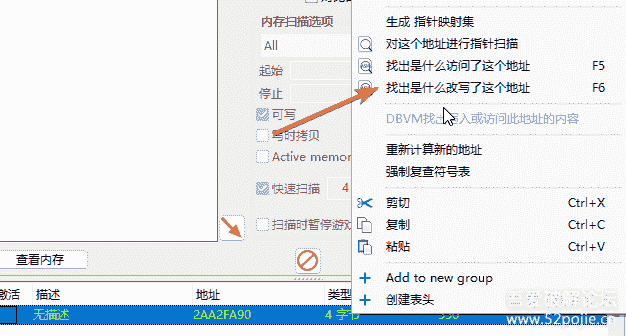 内存扫描选项
All
起始
停止
可写
写时拷贝
Active memor
快速扫描 4
扫描时暂停游戏
查看内存
生成 指针映射集
对这个地址进行指针扫描
找出是什么访问了这个地址 F5
找出是什么改写了这个地址 F6
DBVM找出写入或访问此地址的内容
重新计算新的地址
强制复查符号表
剪切 Ctrl+X
复制 Ctrl+C
粘贴 Ctrl+V
Add to new group
创建表头
激活 描述 地址 类型
无描述 2AA2FA90 4 字节
吾爱破解论坛
www.52pojie.cn